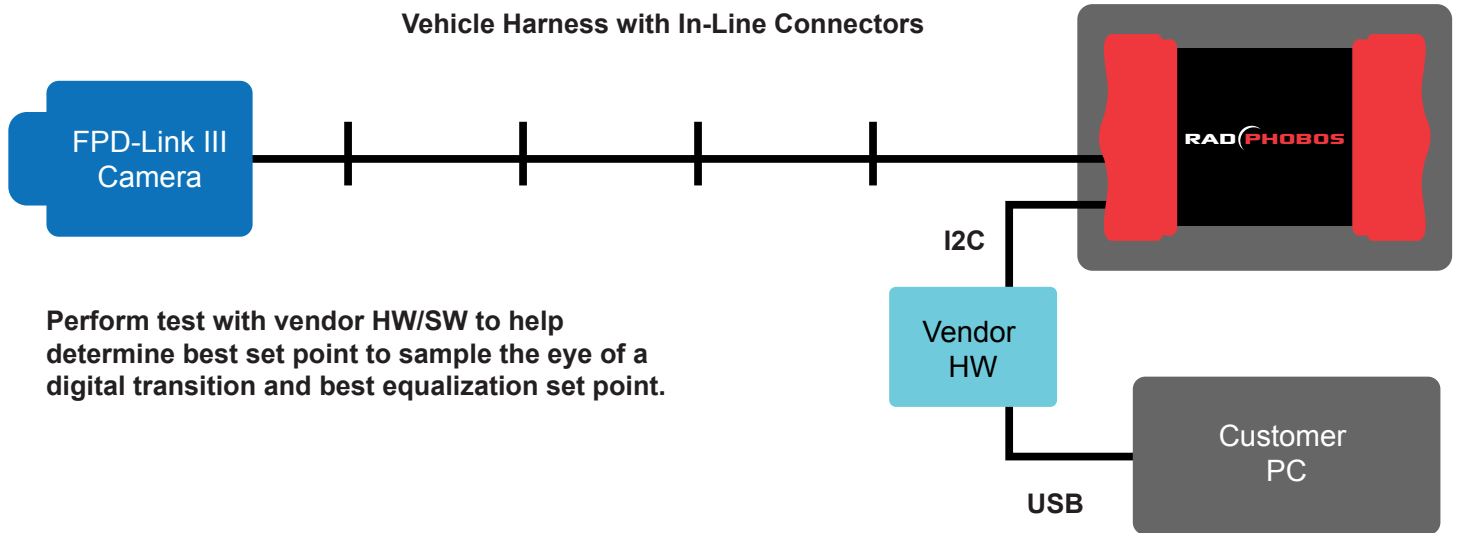 Vehicle Harness with In-Line Connectors
FPD-Link III
Camera
RAD PHOBOS
I2C
Perform test with vendor HW/SW to help
determine best set point to sample the eye of a
digital transition and best equalization set point.
Vendor
HW
Customer
PC
USB